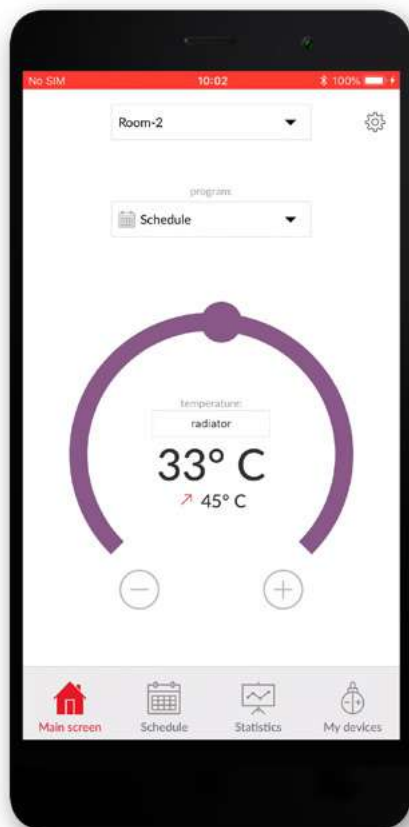 No SIM 10:02 100%
Room-2
program:
Schedule
temperature:
radiator
33° C
↗ 45° C
Main screen Schedule Statistics My devices